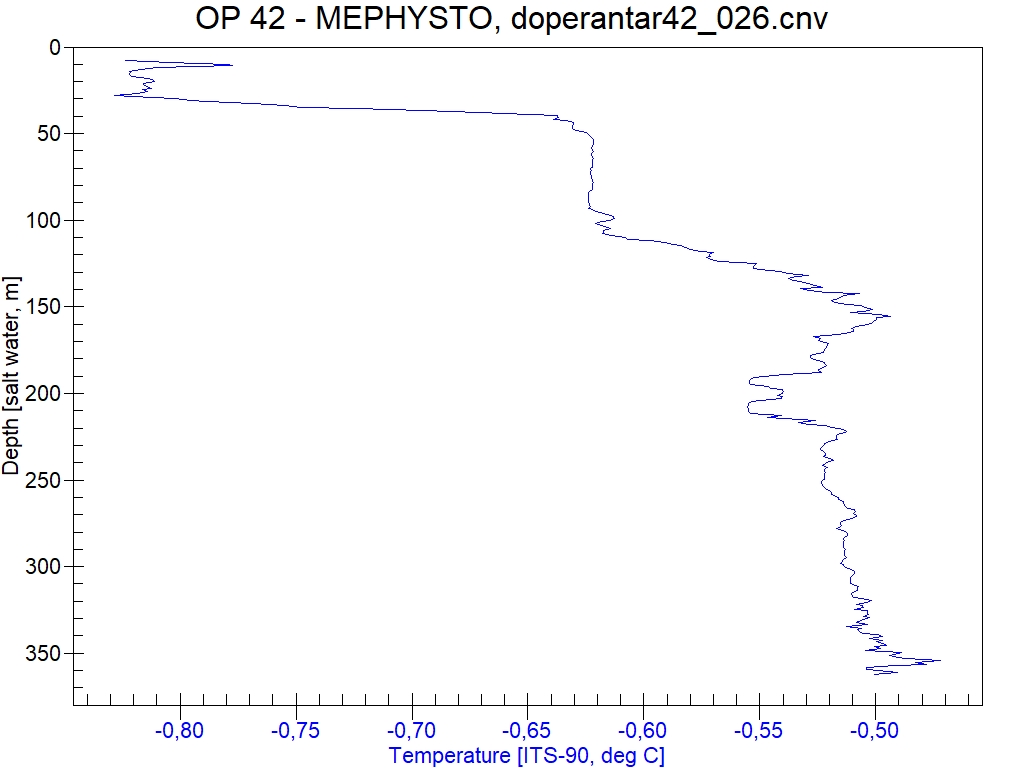 OP 42 - MEPHYSTO, doperantar42_026.cnv
0
50
100
150
200
250
300
350
Depth [salt water, m]
-0,80 -0,75 -0,70 -0,65 -0,60 -0,55 -0,50
Temperature [ITS-90, deg C]